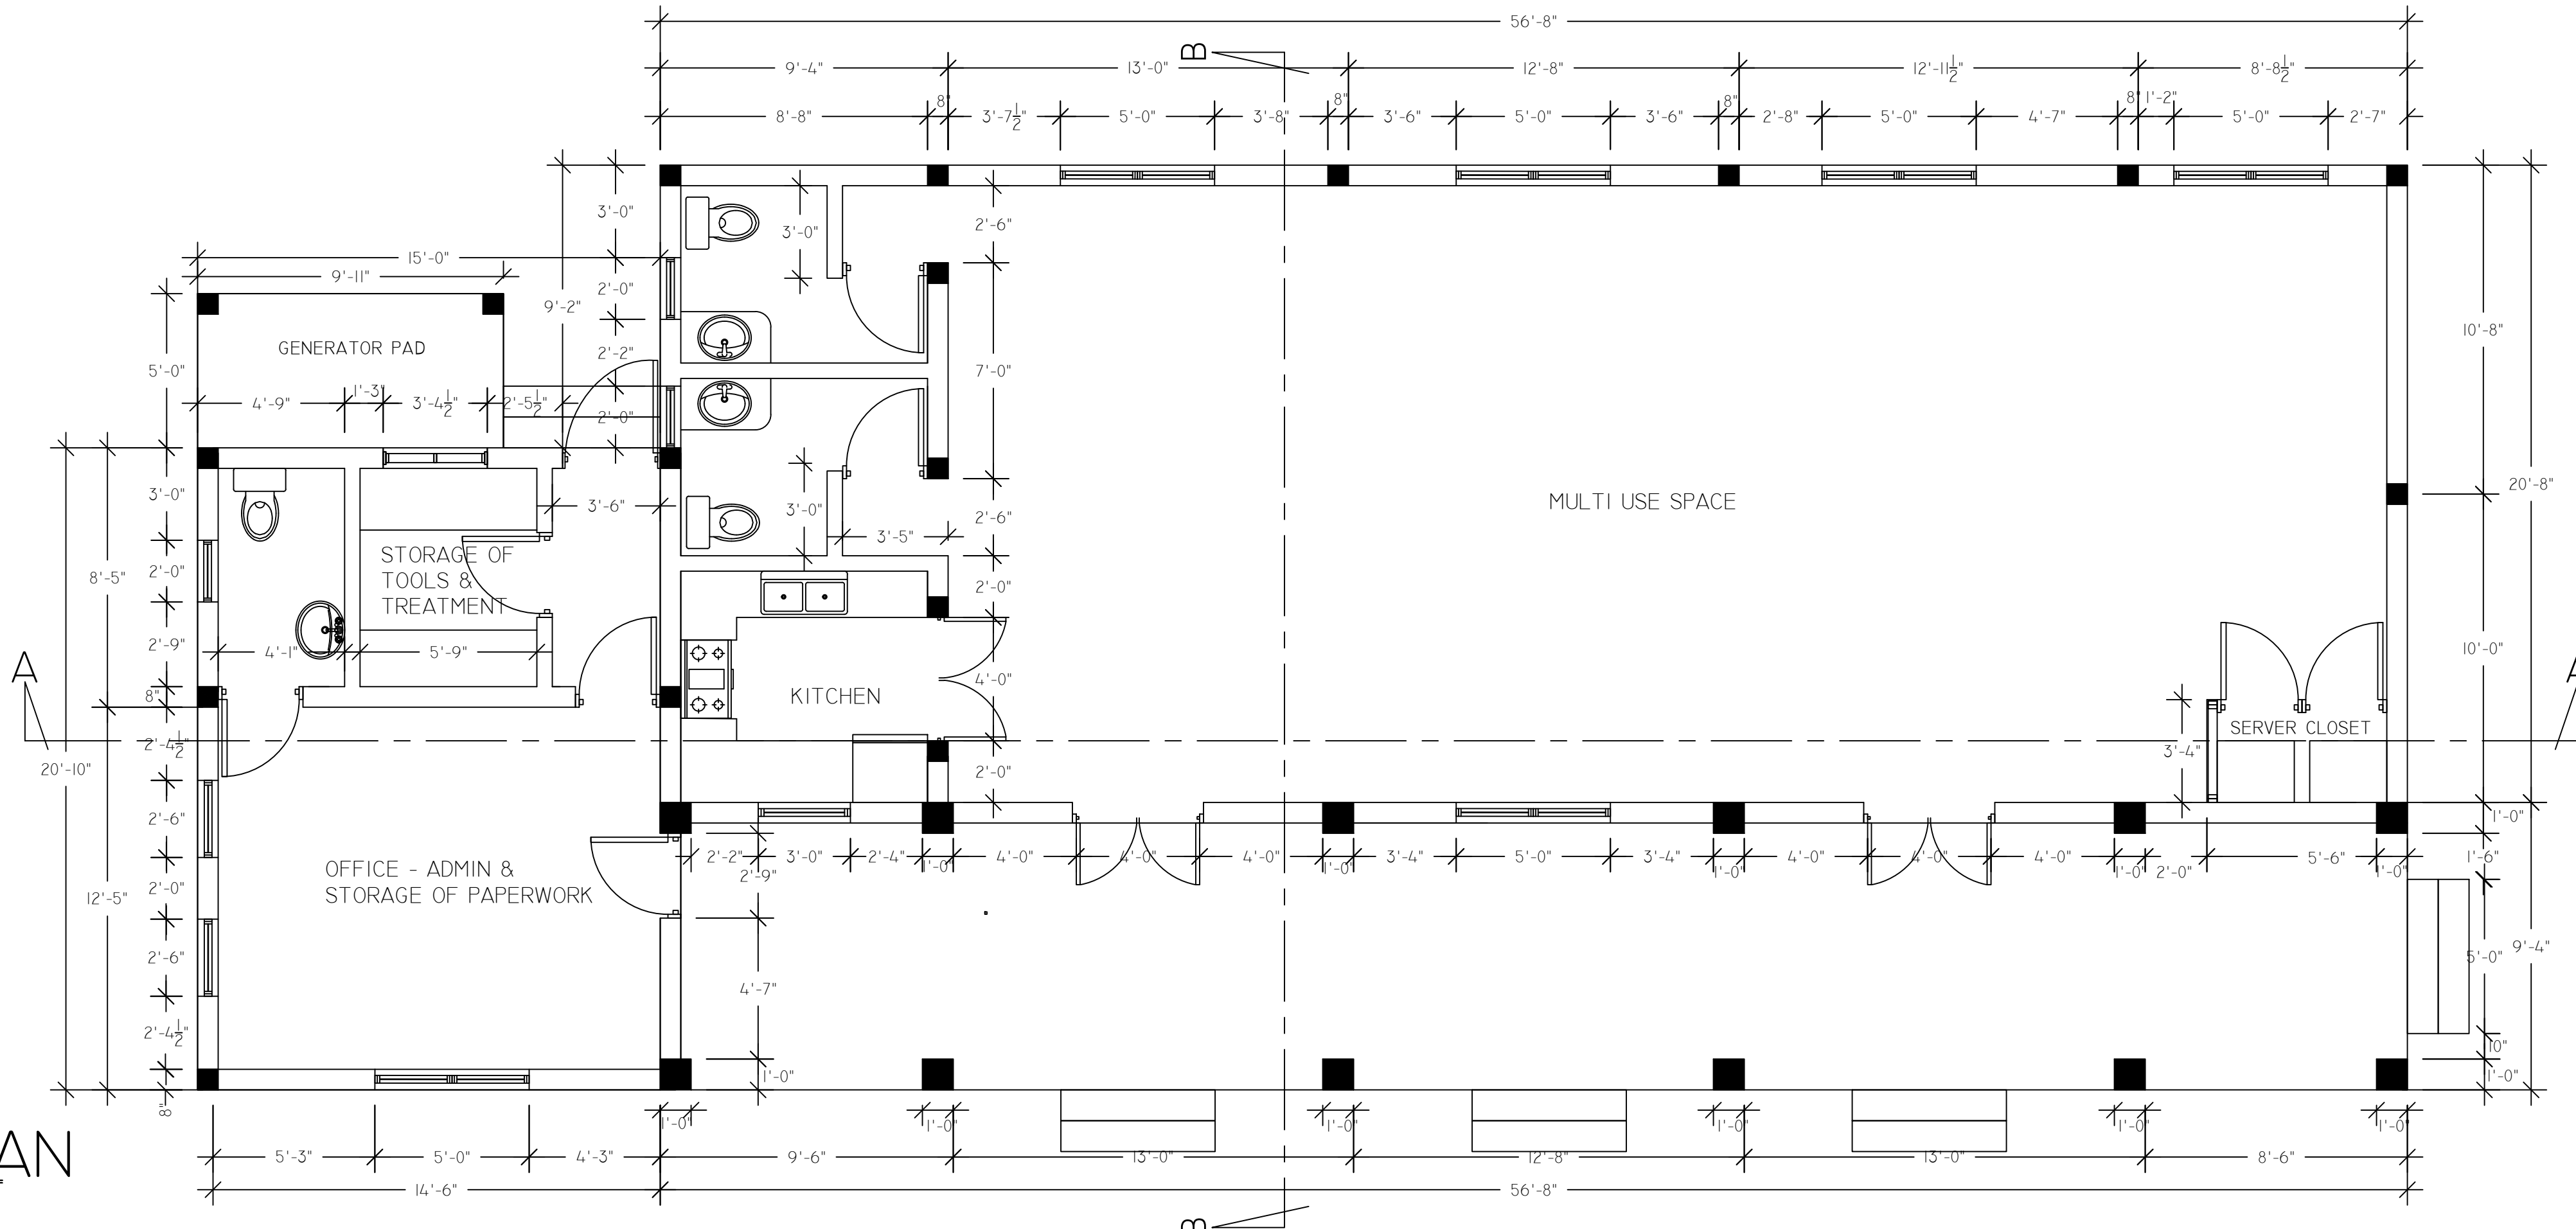 56'-8"
9'-4" 13'-0" B 12'-8" 12'-11½" 8'-8½"
8'-8" 8" 3'-7½" 5'-0" 3'-8" 8" 3'-6" 5'-0" 3'-6" 8" 2'-8" 5'-0" 4'-7" 8" 1'-2" 5'-0" 2'-7"
3'-0" 3'-0" 2'-6"
15'-0"
9'-11"
2'-0" 9'-2"
10'-8"
GENERATOR PAD
2'-2"
5'-0" 7'-0"
4'-9" 1'-3" 3'-4½" 2'-5½" 2'-0"
3'-0" 3'-6" 3'-0" 2'-6" 20'-8"
MULTI USE SPACE
3'-5"
STORAGE OF
TOOLS &
TREATMENT
8'-5" 2'-0" 2'-0"
2'-9" 4'-1" 5'-9" 10'-0"
A 4'-0" A
8" KITCHEN
SERVER CLOSET
2'-4½" 3'-4"
20'-10" 2'-0"
2'-6" 1'-0"
2'-2" 3'-0" 2'-4" 1'-0" 4'-0" 4'-0" 4'-0" 1'-0" 3'-4" 5'-0" 3'-4" 1'-0" 4'-0" 4'-0" 4'-0" 1'-0" 2'-0" 5'-6" 1'-0" 1'-6"
2'-9"
OFFICE - ADMIN &
STORAGE OF PAPERWORK
12'-5" 2'-0"
2'-6" 5'-0" 9'-4"
4'-7"
2'-4½" 10"
1'-0" 1'-0"
8"
1'-0" 1'-0" 1'-0" 1'-0" 1'-0" 1'-0"
AN
5'-3" 5'-0" 4'-3" 9'-6" 13'-0" 12'-8" 13'-0" 8'-6"
14'-6" 56'-8"
B